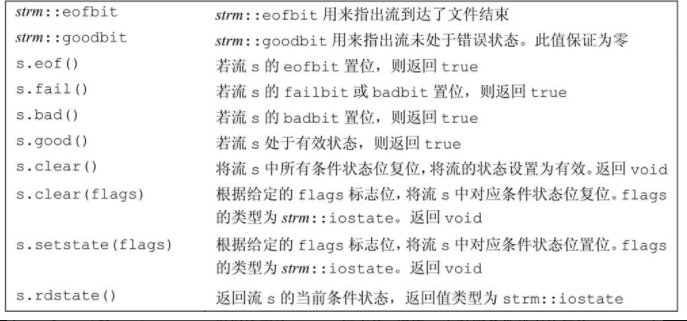 strm::eofbit strm::eofbit 用来指出流到达了文件结束
strm::goodbit strm::goodbit 用来指出流未处于错误状态。此值保证为零
s.eof() 若流 s 的 eofbit 置位，则返回 true
s.fail() 若流 s 的 failbit 或 badbit 置位，则返回 true
s.bad() 若流 s 的 badbit 置位，则返回 true
s.good() 若流 s 处于有效状态，则返回 true
s.clear() 将流 s 中所有条件状态位复位，将流的状态设置为有效。返回 void
s.clear(flags) 根据给定的 flags 标志位，将流 s 中对应条件状态位复位。flags
的类型为 strm::iostate。返回 void
s.setstate(flags) 根据给定的 flags 标志位，将流 s 中对应条件状态位置位。flags
的类型为 strm::iostate。返回 void
s.rdstate() 返回流 s 的当前条件状态，返回值类型为 strm::iostate